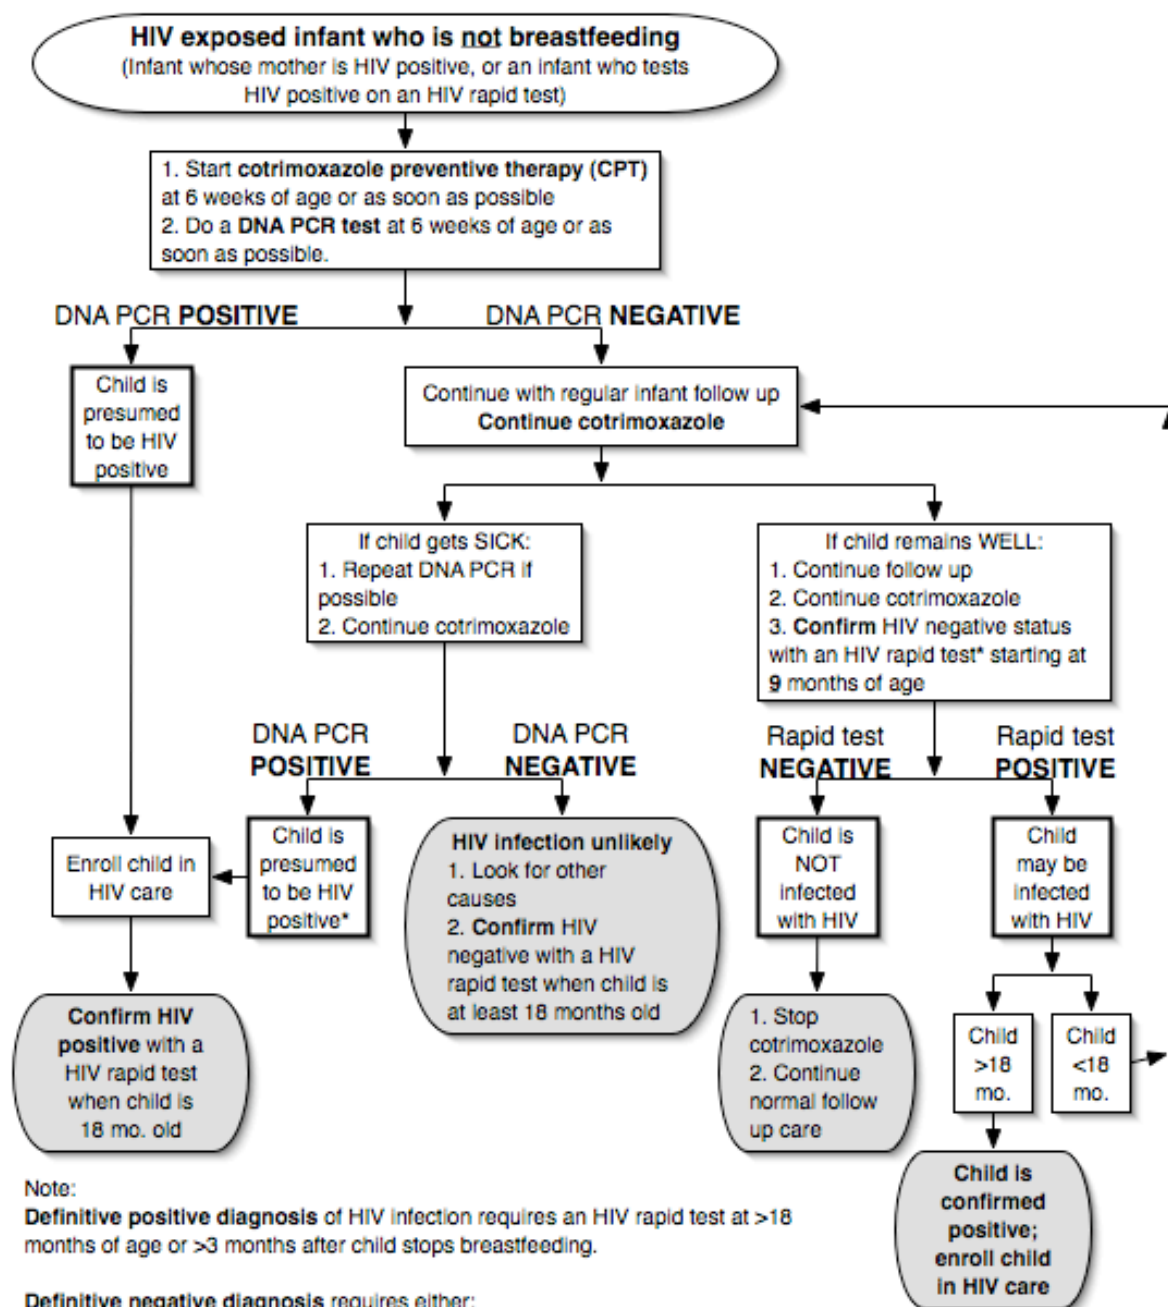 HIV exposed infant who is not breastfeeding
(Infant whose mother is HIV positive, or an infant who tests
HIV positive on an HIV rapid test)
1. Start cotrimoxazole preventive therapy (CPT)
at 6 weeks of age or as soon as possible
2. Do a DNA PCR test at 6 weeks of age or as
soon as possible.
DNA PCR POSITIVE
DNA PCR NEGATIVE
Child is
presumed
to be HIV
positive
Continue with regular infant follow up
Continue cotrimoxazole
If child gets SICK:
1. Repeat DNA PCR if
possible
2. Continue cotrimoxazole
If child remains WELL:
1. Continue follow up
2. Continue cotrimoxazole
3. Confirm HIV negative status
with an HIV rapid test* starting at
9 months of age
DNA PCR
POSITIVE
DNA PCR
NEGATIVE
Rapid test
NEGATIVE
Rapid test
POSITIVE
Enroll child in
HIV care
Child is
presumed
to be HIV
positive*
HIV infection unlikely
1. Look for other
causes
2. Confirm HIV
negative with a HIV
rapid test when child is
at least 18 months old
Child is
NOT
infected
with HIV
Child
may be
infected
with HIV
Confirm HIV
positive with a
HIV rapid test
when child is
18 mo. old
1. Stop
cotrimoxazole
2. Continue
normal follow
up care
Child
>18
mo.
Child
<18
mo.
Child is
confirmed
positive;
enroll child
in HIV care
Note:
Definitive positive diagnosis of HIV infection requires an HIV rapid test at >18
months of age or >3 months after child stops breastfeeding.
Definitive negative diagnosis requires either: